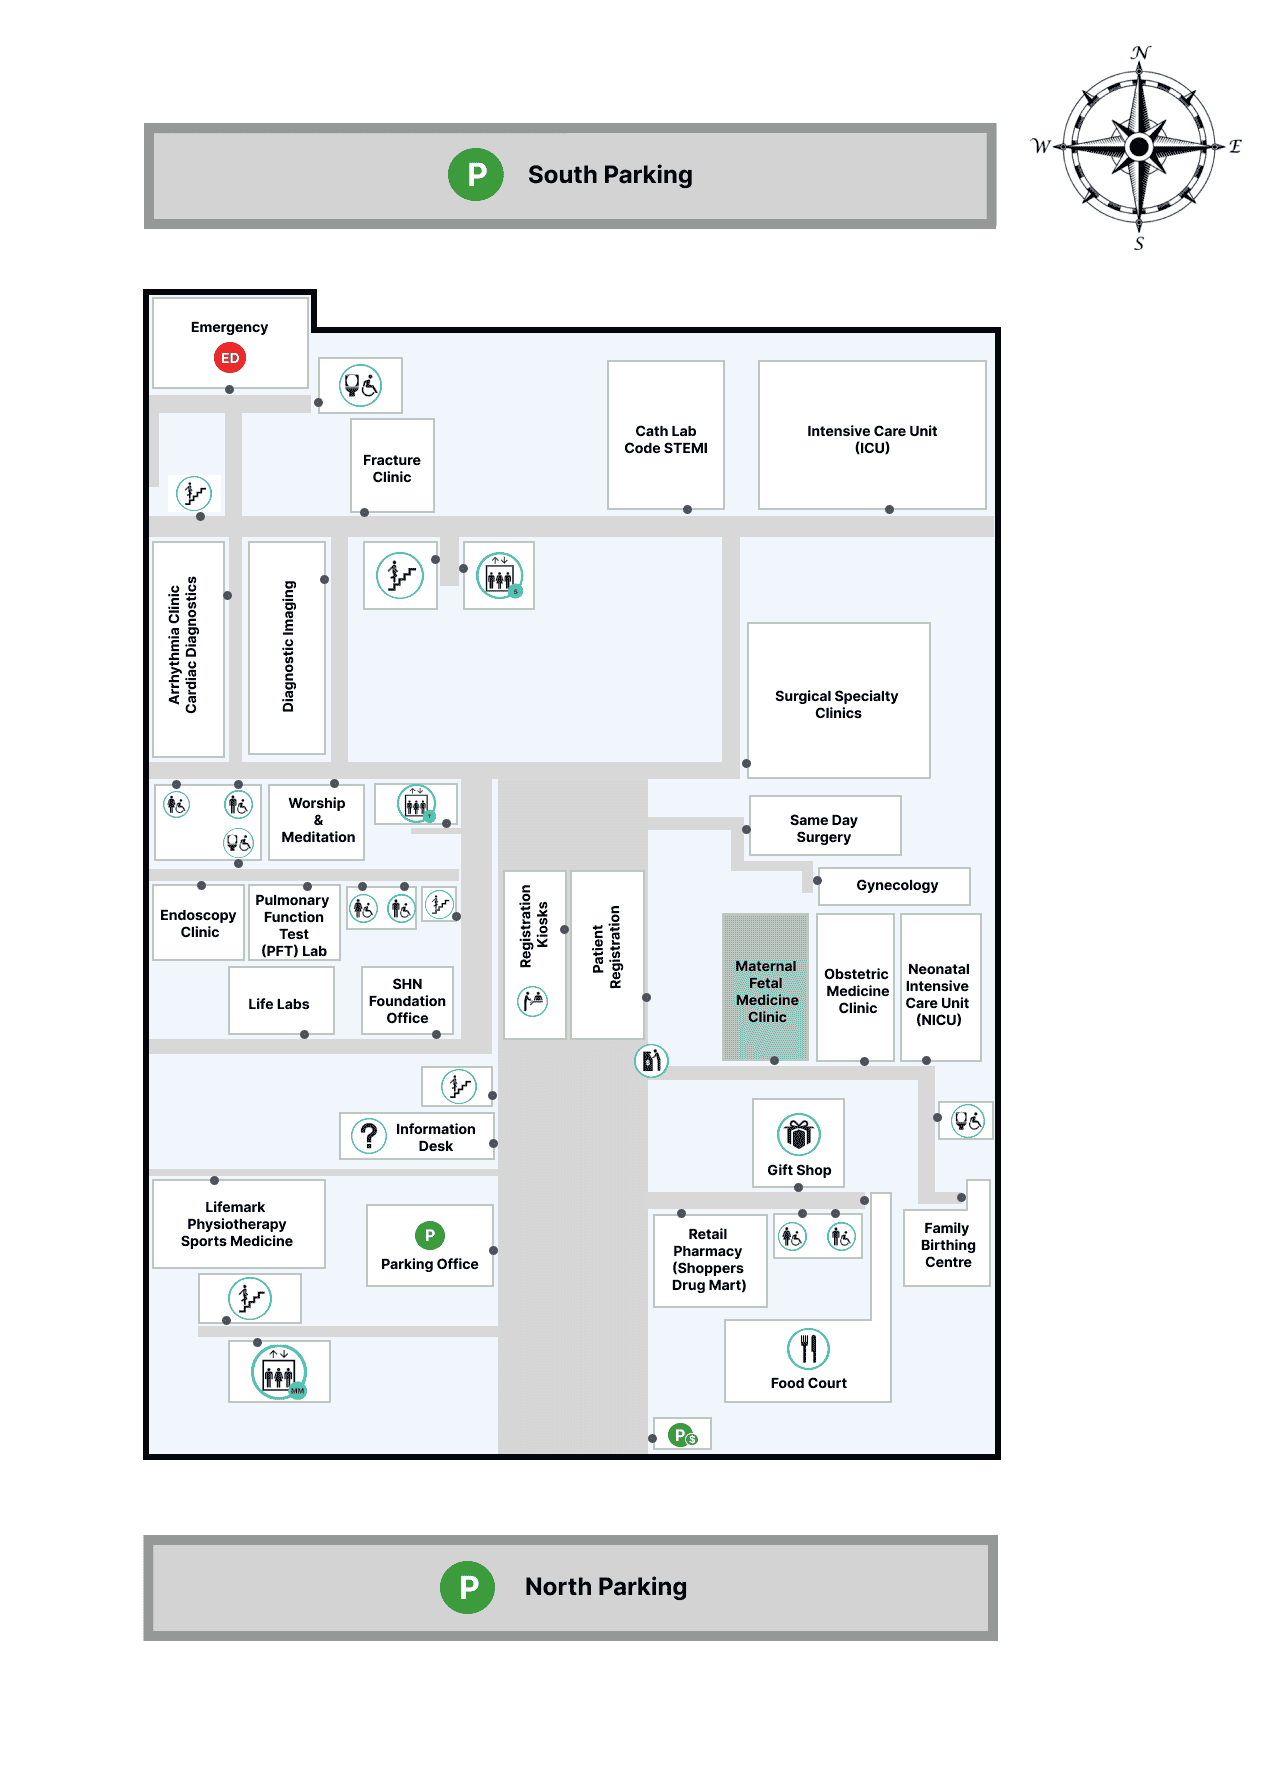 N
W
E
S
P
South Parking
Emergency
ED
Fracture
Clinic
Cath Lab
Code STEMI
Intensive Care Unit
(ICU)
Arrhythmia Clinic
Cardiac Diagnostics
Diagnostic Imaging
S
Surgical Specialty
Clinics
Worship
&
Meditation
Y
Same Day
Surgery
Gynecology
Endoscopy
Clinic
Pulmonary
Function
Test
(PFT) Lab
Registration
Kiosks
Patient
Registration
Maternal
Fetal
Medicine
Clinic
Obstetric
Medicine
Clinic
Neonatal
Intensive
Care Unit
(NICU)
Life Labs
SHN
Foundation
Office
?
Information
Desk
Gift Shop
Lifemark
Physiotherapy
Sports Medicine
P
Parking Office
Retail
Pharmacy
(Shoppers
Drug Mart)
Family
Birthing
Centre
MM
Food Court
P
$
P
North Parking